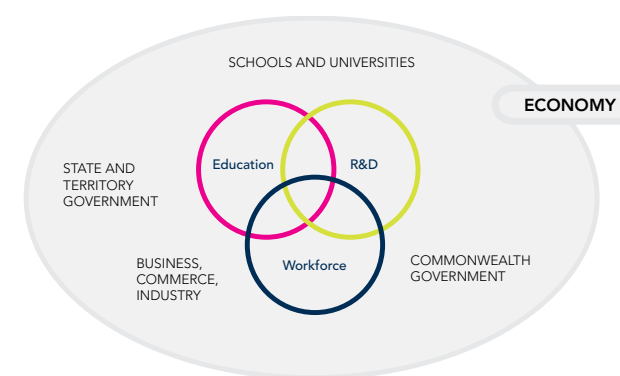 SCHOOLS AND UNIVERSITIES
ECONOMY
Education
R&D
STATE AND
TERRITORY
GOVERNMENT
BUSINESS,
COMMERCE,
INDUSTRY
Workforce
COMMONWEALTH
GOVERNMENT